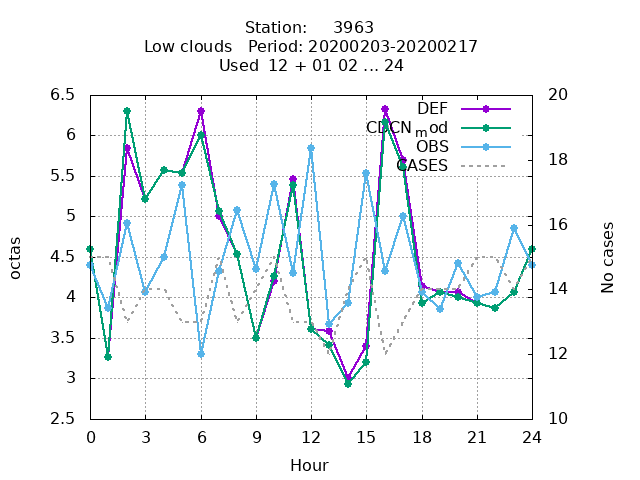 Station: 3963
Low clouds Period: 20200203-20200217
Used 12 + 01 02 ... 24
6.5 20
DEF
6 CLCN_mod
OBS
5.5 CASES 18
5 16
4.5
4 14
3.5 12
3
2.5 10
octas
No cases
0 3 6 9 12 15 18 21 24
Hour